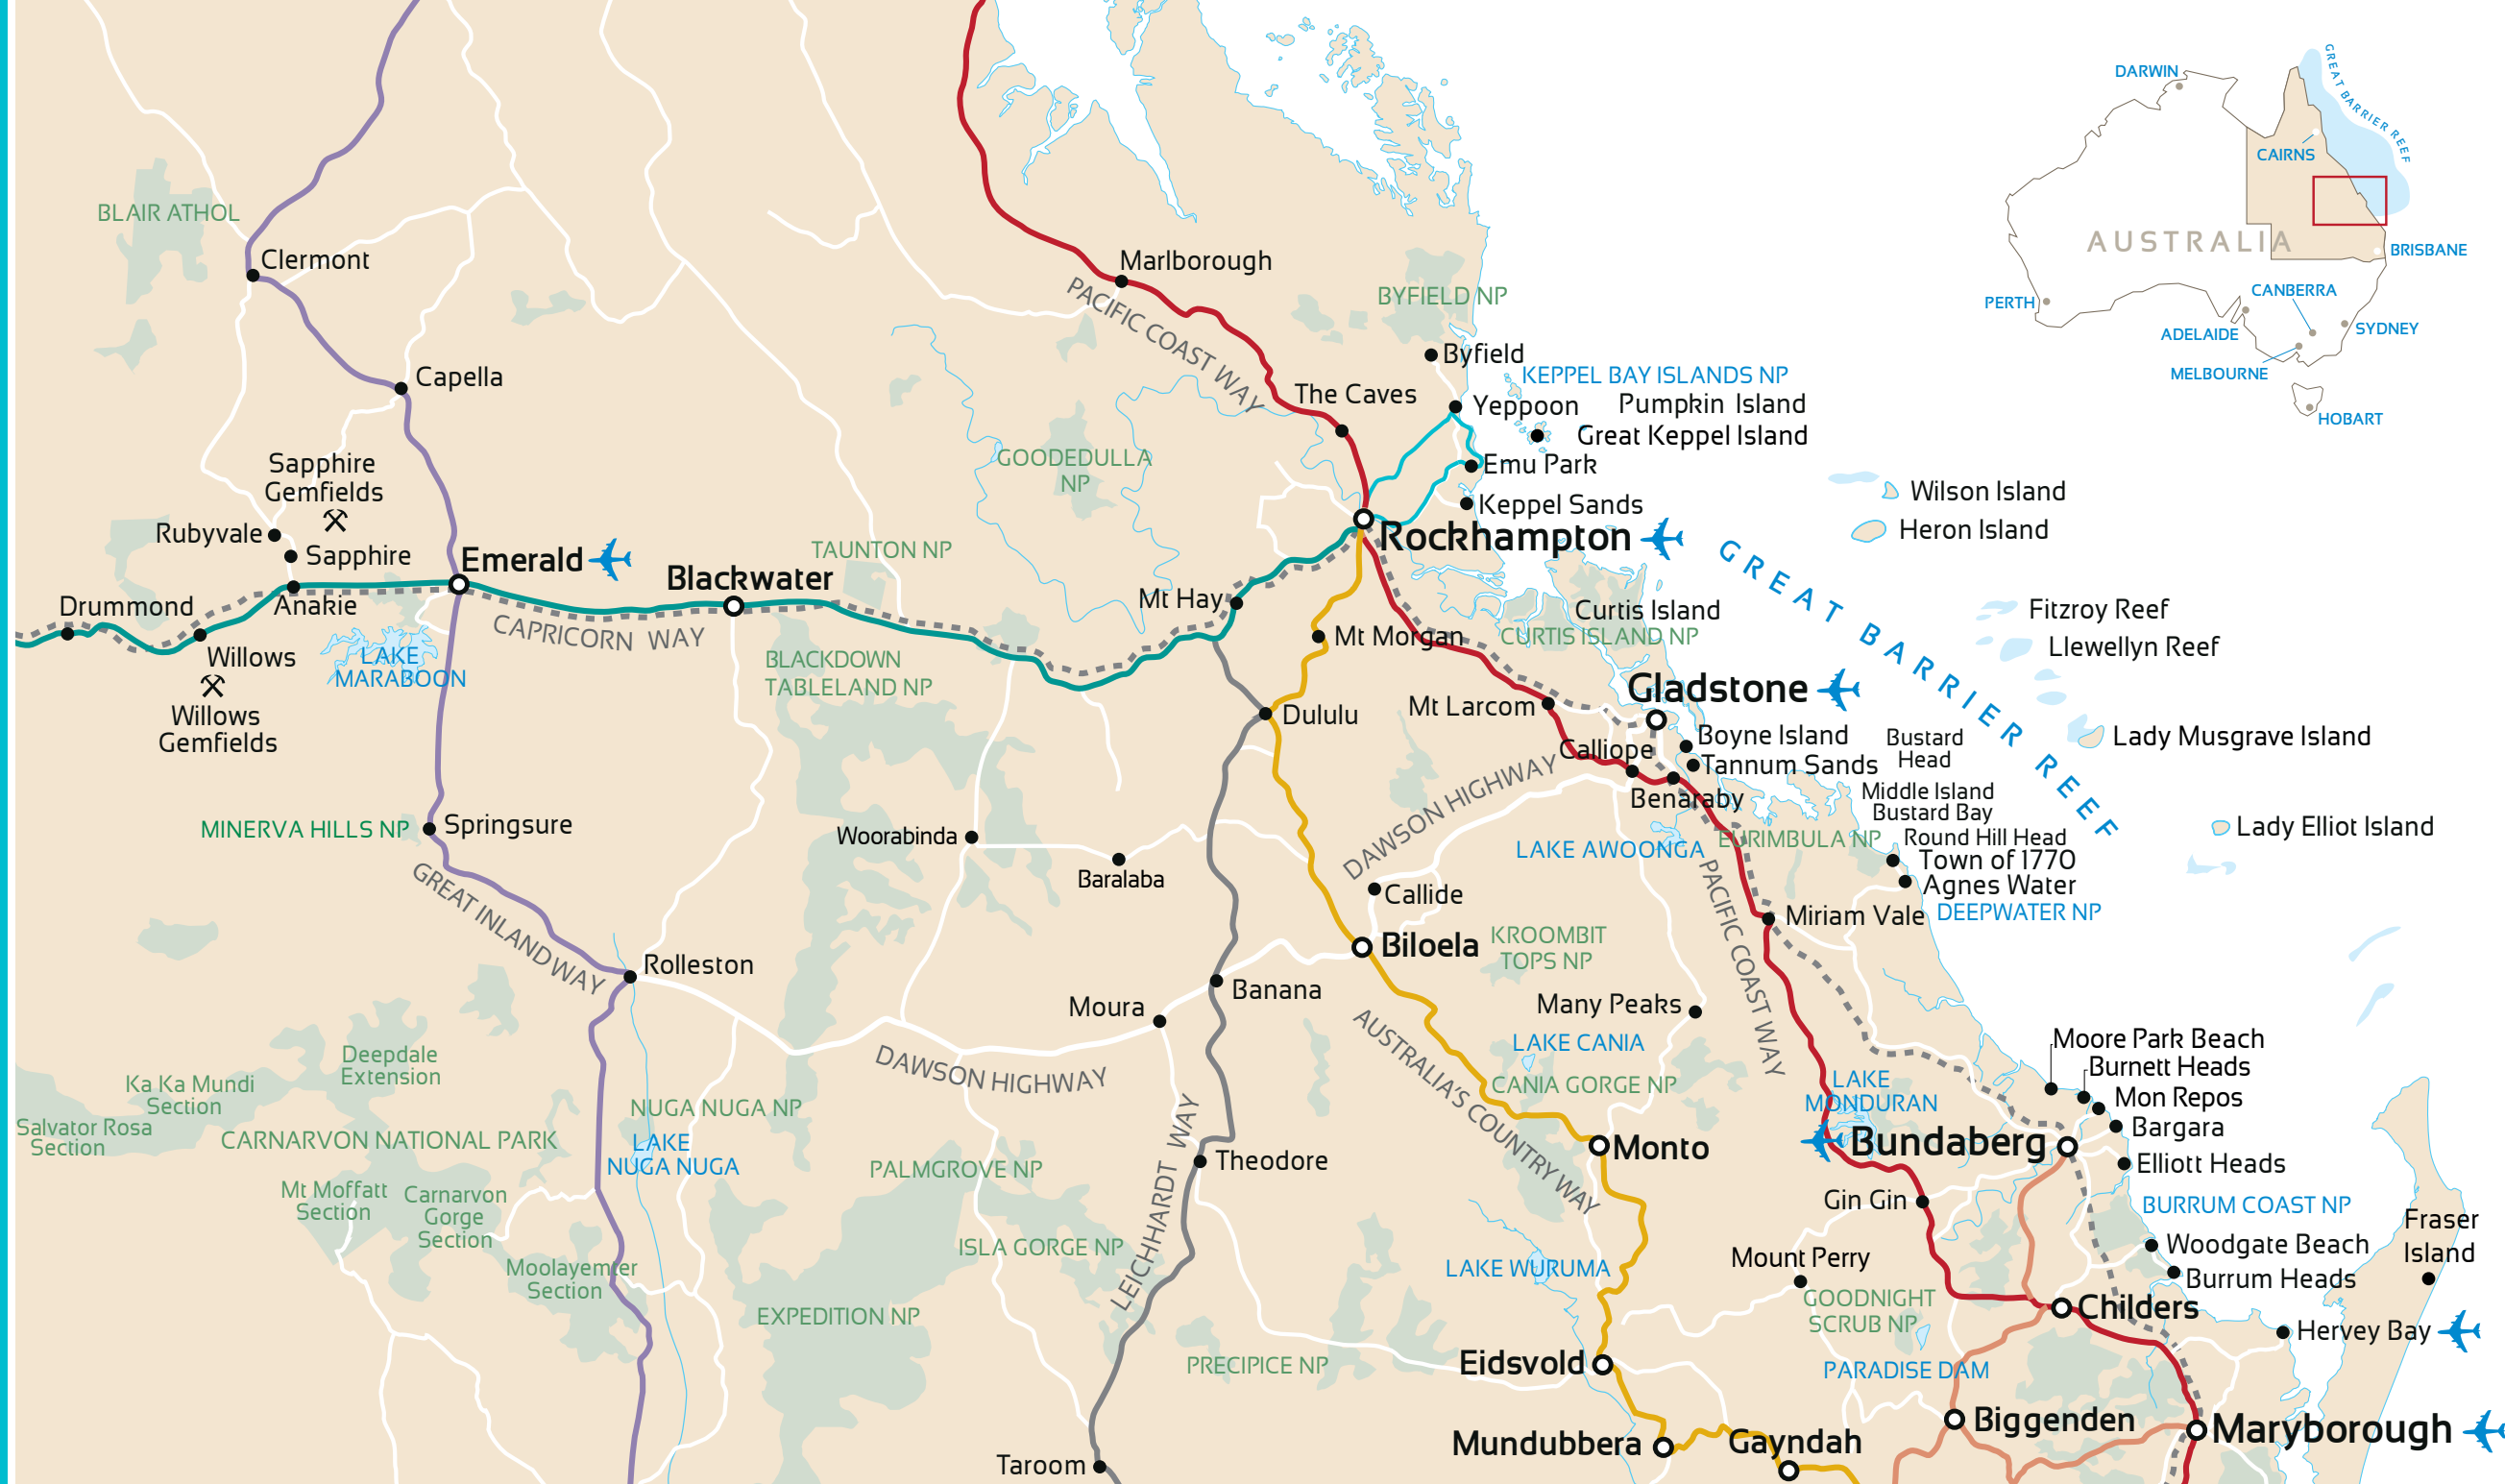 DARWIN
GREAT BARRIER REEF
CAIRNS
AUSTRALIA
BRISBANE
CANBERRA
PERTH
ADELAIDE
SYDNEY
MELBOURNE
HOBART
BLAIR ATHOL
Clermont
Marlborough
PACIFIC COAST WAY
BYFIELD NP
Byfield
KEPPEL BAY ISLANDS NP
Capella
The Caves
Yeppoon
Pumpkin Island
Great Keppel Island
GOODEDULLA
NP
Emu Park
Sapphire
Gemfields
Keppel Sands
Wilson Island
Heron Island
Rubyvale
Sapphire
Emerald
Rockhampton
TAUNTON NP
Blackwater
GREAT BARRIER REEF
Drummond
Anakie
Mt Hay
Curtis Island
Fitzroy Reef
CAPRICORN WAY
Mt Morgan
CURTIS ISLAND NP
Llewellyn Reef
Willows
LAKE
MARABOON
BLACKDOWN
TABLELAND NP
Willows
Gemfields
Gladstone
Dululu
Mt Larcom
Boyne Island
Bustard
Head
Lady Musgrave Island
Calliope
Tannum Sands
DAWSON HIGHWAY
Benaraby
Middle Island
Bustard Bay
MINERVA HILLS NP
Springsure
Woorabinda
LAKE AWOONGA
EURIMBULA NP
Round Hill Head
Lady Elliot Island
Town of 1770
Baralaba
Agnes Water
GREAT INLAND WAY
Callide
PACIFIC COAST WAY
Miriam Vale
DEEPWATER NP
Biloela
KROOMBIT
TOPS NP
Rolleston
Banana
Moura
Many Peaks
AUSTRALIA'S COUNTRY WAY
LAKE CANIA
Moore Park Beach
Burnett Heads
DAWSON HIGHWAY
Deepdale
Extension
Ka Ka Mundi
Section
CANIA GORGE NP
LAKE
MONDURAN
Mon Repos
NUGA NUGA NP
Salvator Rosa
Section
Bargara
CARNARVON NATIONAL PARK
LAKE
NUGA NUGA
Monto
Bundaberg
LEICHHARDT WAY
Theodore
PALMGROVE NP
Elliott Heads
Mt Moffatt
Section
Carnarvon
Gorge
Section
Gin Gin
BURRUM COAST NP
Fraser
Island
ISLA GORGE NP
Woodgate Beach
Moolayember
Section
LAKE WURUMA
Mount Perry
Burrum Heads
EXPEDITION NP
GOODNIGHT
SCRUB NP
Childers
Hervey Bay
PRECIPICE NP
Eidsvold
PARADISE DAM
Biggenden
Maryborough
Mundubbera
Gayndah
Taroom